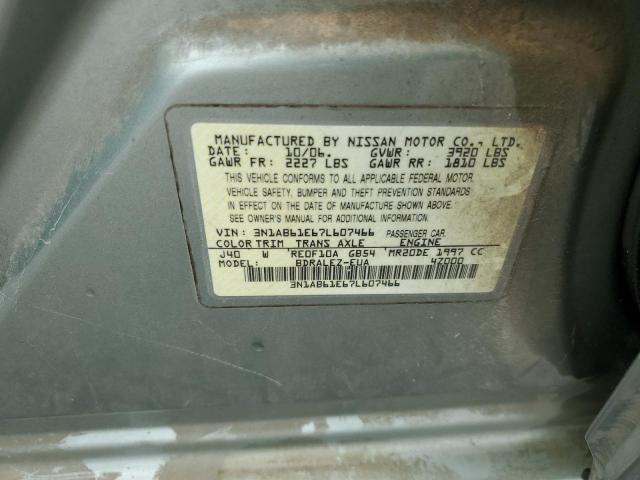 MANUFACTURED BY NISSAN MOTOR CO., LTD.
DATE: 10/06. GVWR: 3920 LBS
GAWR FR: 2227 LBS GAWR RR: 1810 LBS
THIS VEHICLE CONFORMS TO ALL APPLICABLE FEDERAL MOTOR
VEHICLE SAFETY, BUMPER AND THEFT PREVENTION STANDARDS
IN EFFECT ON THE DATE OF MANUFACTURE SHOWN ABOVE.
SEE OWNER'S MANUAL FOR ADDITIONAL INFORMATION.
VIN: 3N1AB61E67L607466 PASSENGER CAR.
COLOR TRIM TRANS AXLE ENGINE
J40 W RE0F10A GB54 MR20DE 1997 CC
MODEL: BDRALEZ-EUA 4Z000
3N1AB61E67L607466